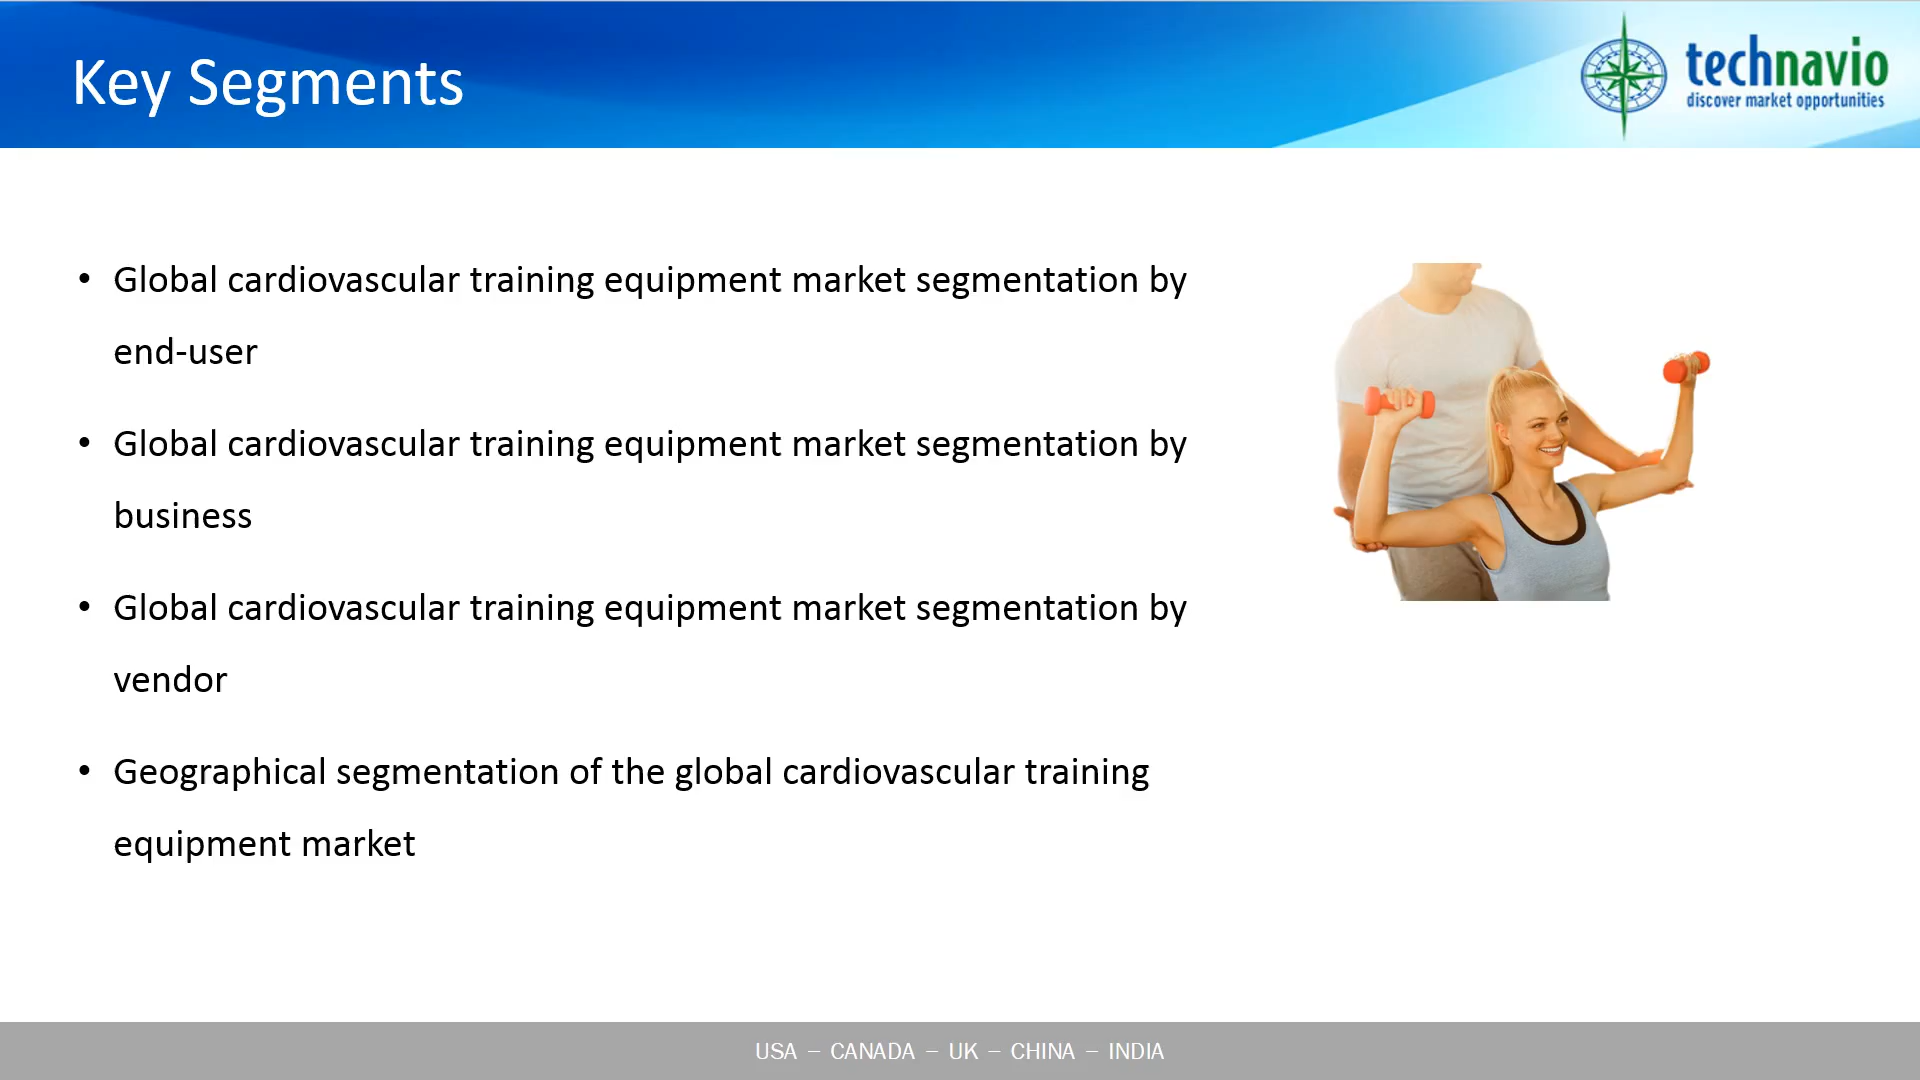 Key Segments
technavio
discover market opportunities
• Global cardiovascular training equipment market segmentation by
end-user
• Global cardiovascular training equipment market segmentation by
business
• Global cardiovascular training equipment market segmentation by
vendor
• Geographical segmentation of the global cardiovascular training
equipment market
USA – CANADA – UK – CHINA – INDIA